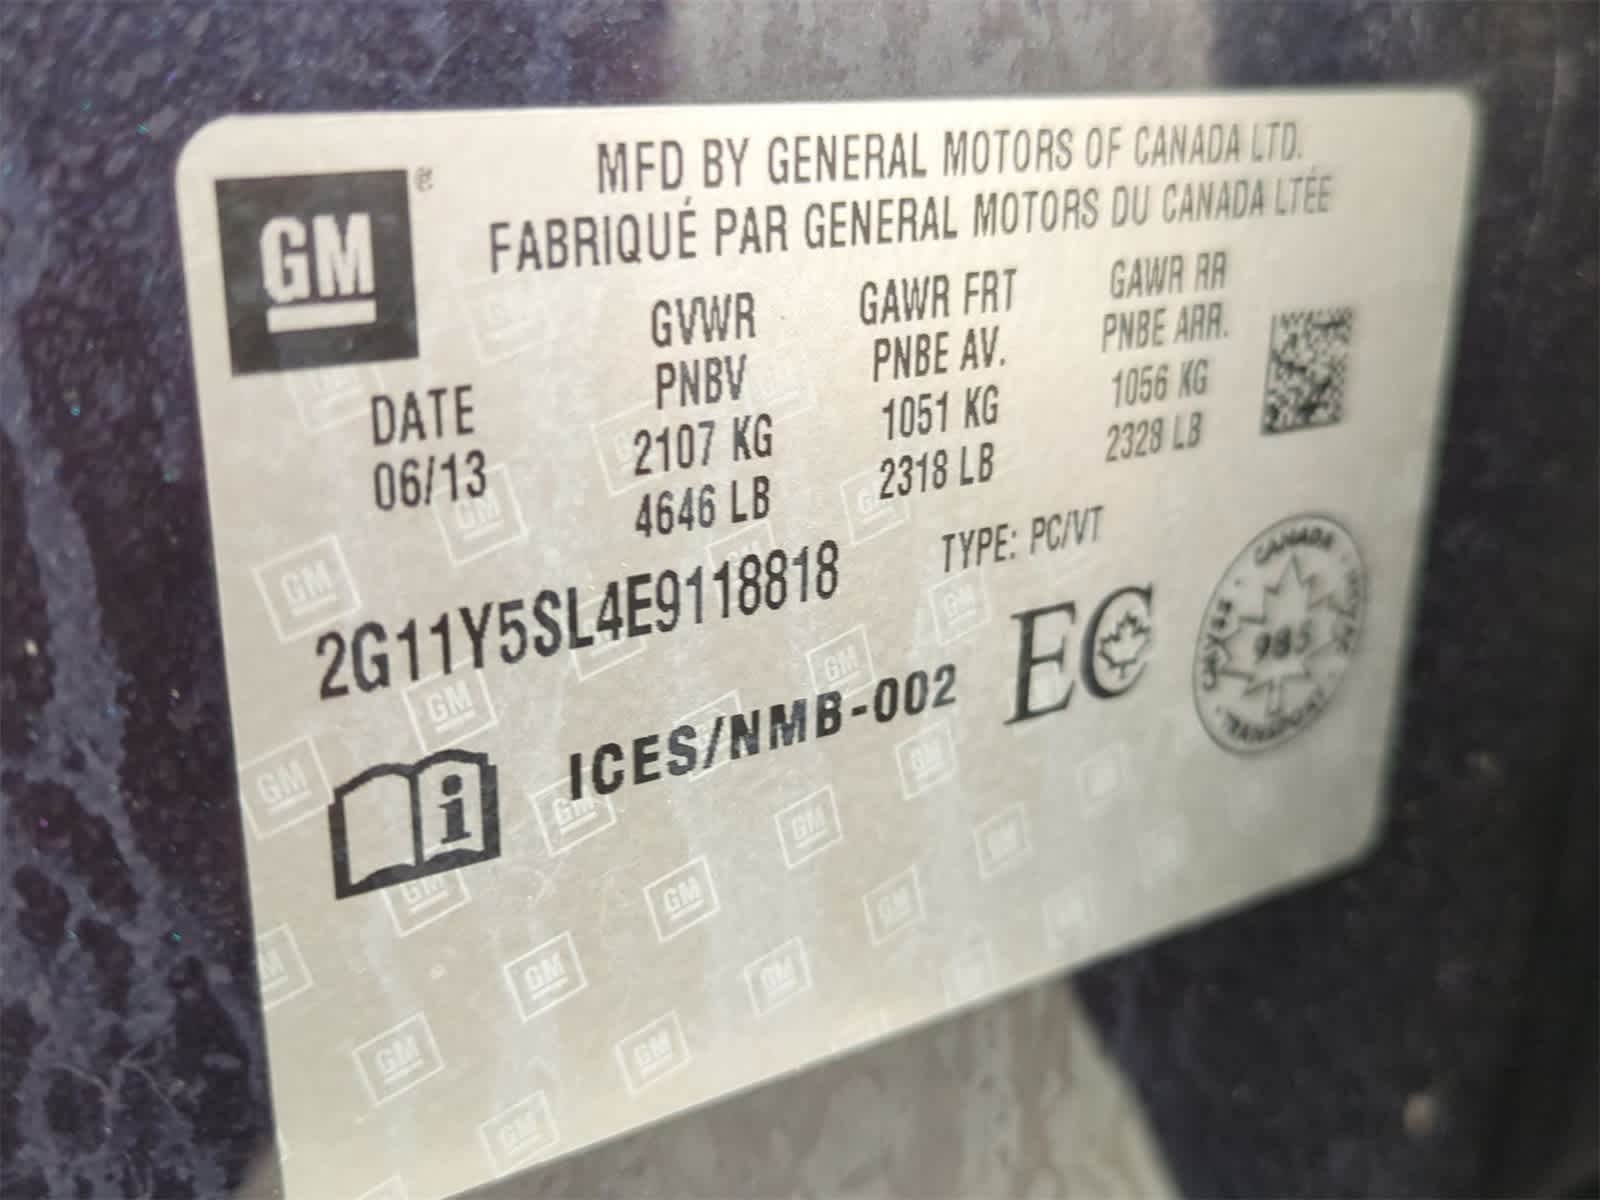 GM®
MFD BY GENERAL MOTORS OF CANADA LTD.
FABRIQUÉ PAR GENERAL MOTORS DU CANADA LTÉE
DATE
06/13
GVWR
PNBV
2107 KG
4646 LB
GAWR FRT
PNBE AV.
1051 KG
2318 LB
GAWR RR
PNBE ARR.
1056 KG
2328 LB
2G11Y5SL4E9118818
TYPE: PC/VT
i
ICES/NMB-002
EC
CANADA
TRANSPORT
985